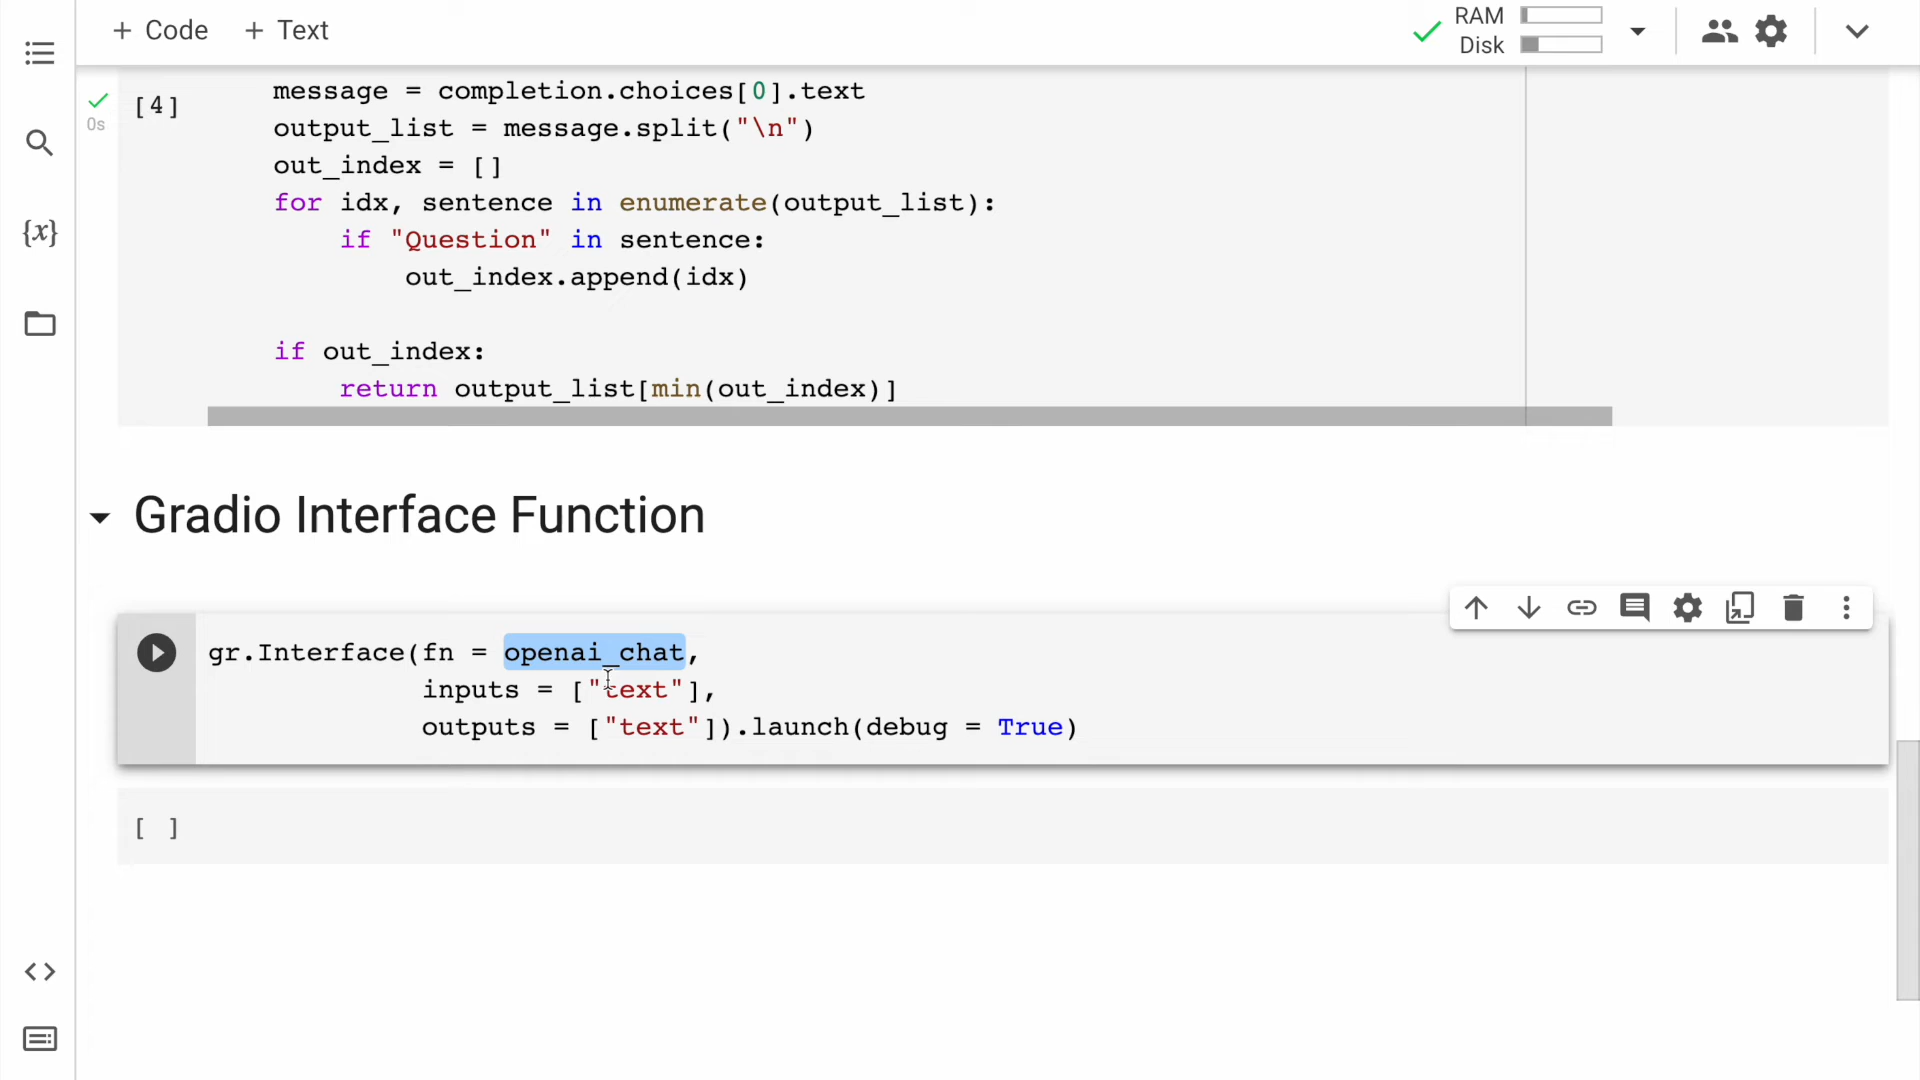 + Code + Text
RAM
Disk
[4]
0s
message = completion.choices[0].text
output_list = message.split("\n")
out_index = []
for idx, sentence in enumerate(output_list):
if "Question" in sentence:
out_index.append(idx)
if out_index:
return output_list[min(out_index)]
{x}
Gradio Interface Function
gr.Interface(fn = openai_chat,
inputs = ["text"],
outputs = ["text"]).launch(debug = True)
[ ]